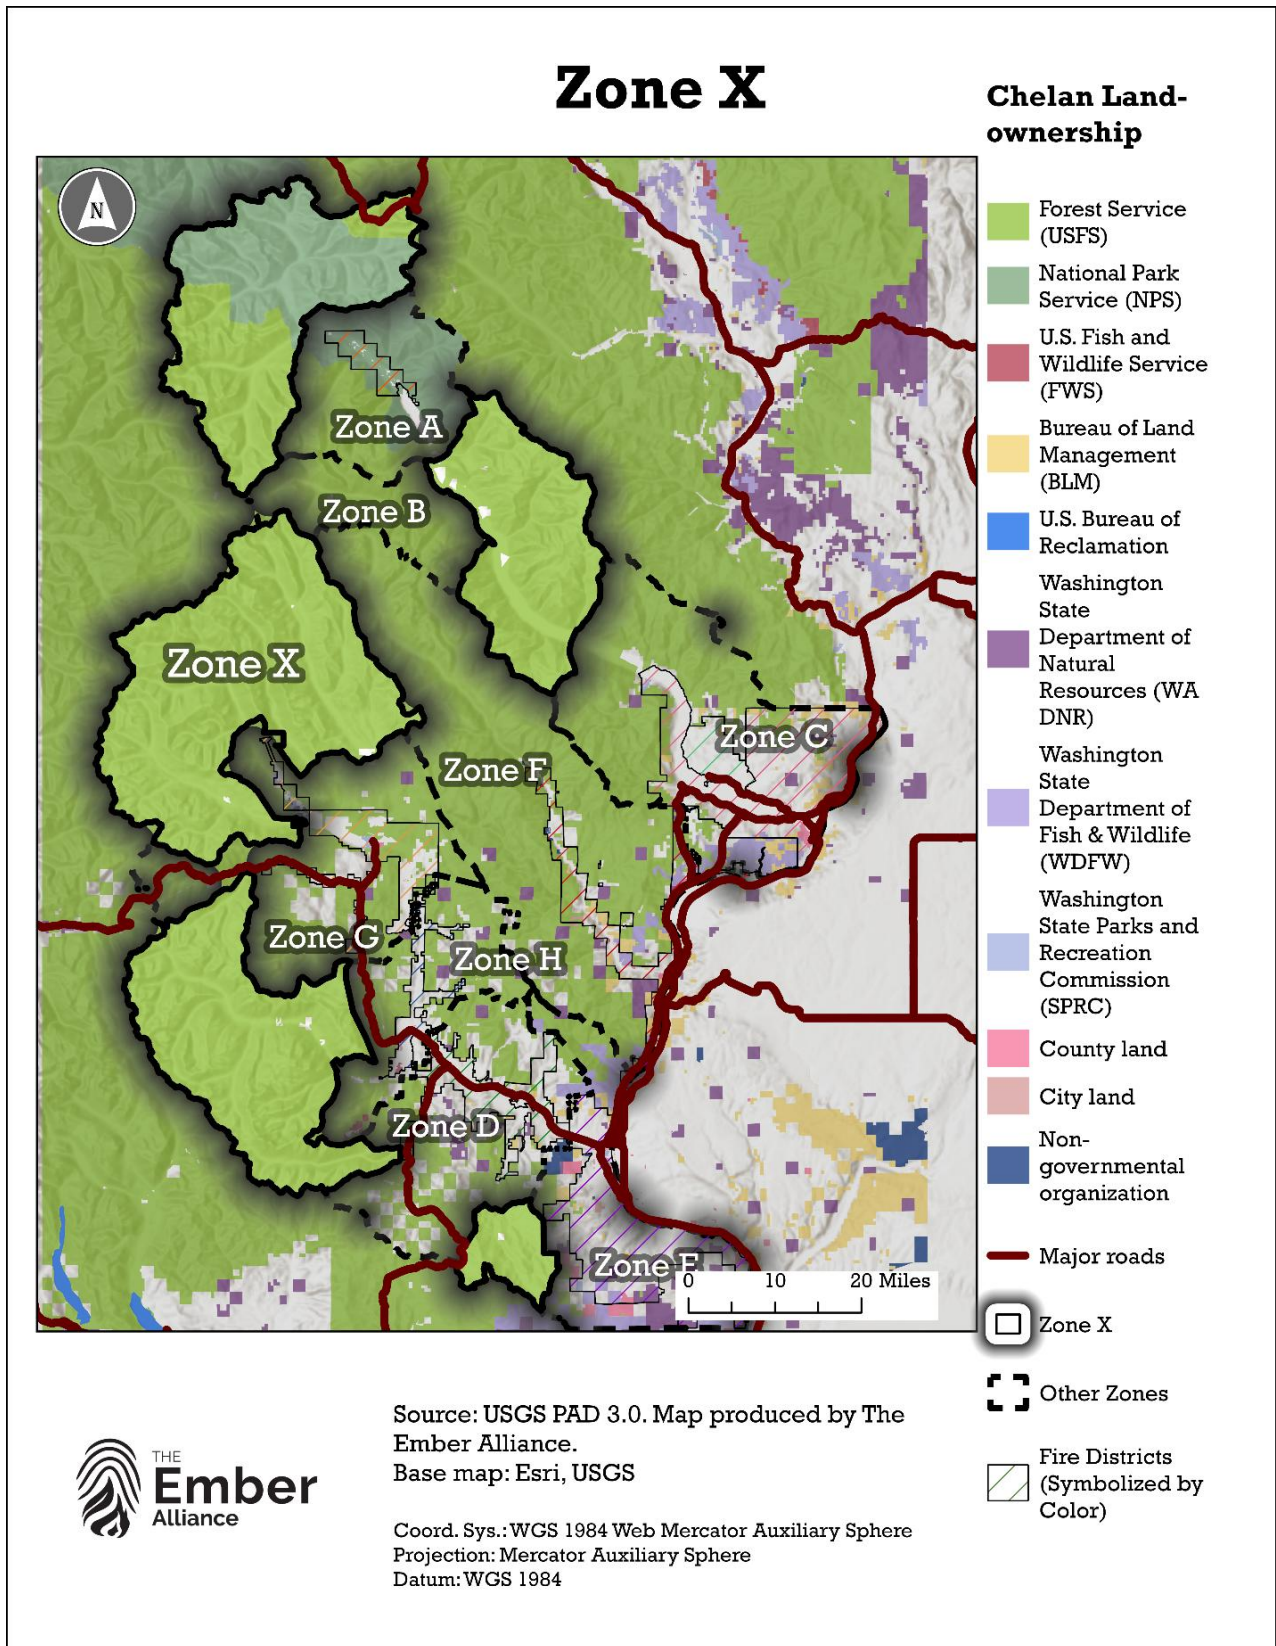 Zone X
Chelan Land-
ownership
N
Zone A
Zone B
Zone X
Zone C
Zone F
Zone G
Zone H
Zone D
Zone E
0 10 20 Miles
Forest Service
(USFS)
National Park
Service (NPS)
U.S. Fish and
Wildlife Service
(FWS)
Bureau of Land
Management
(BLM)
U.S. Bureau of
Reclamation
Washington
State
Department of
Natural
Resources (WA
DNR)
Washington
State
Department of
Fish & Wildlife
(WDFW)
Washington
State Parks and
Recreation
Commission
(SPRC)
County land
City land
Non-
governmental
organization
Major roads
Zone X
Other Zones
Fire Districts
(Symbolized by
Color)
THE
Ember
Alliance
Source: USGS PAD 3.0. Map produced by The
Ember Alliance.
Base map: Esri, USGS
Coord. Sys.: WGS 1984 Web Mercator Auxiliary Sphere
Projection: Mercator Auxiliary Sphere
Datum: WGS 1984